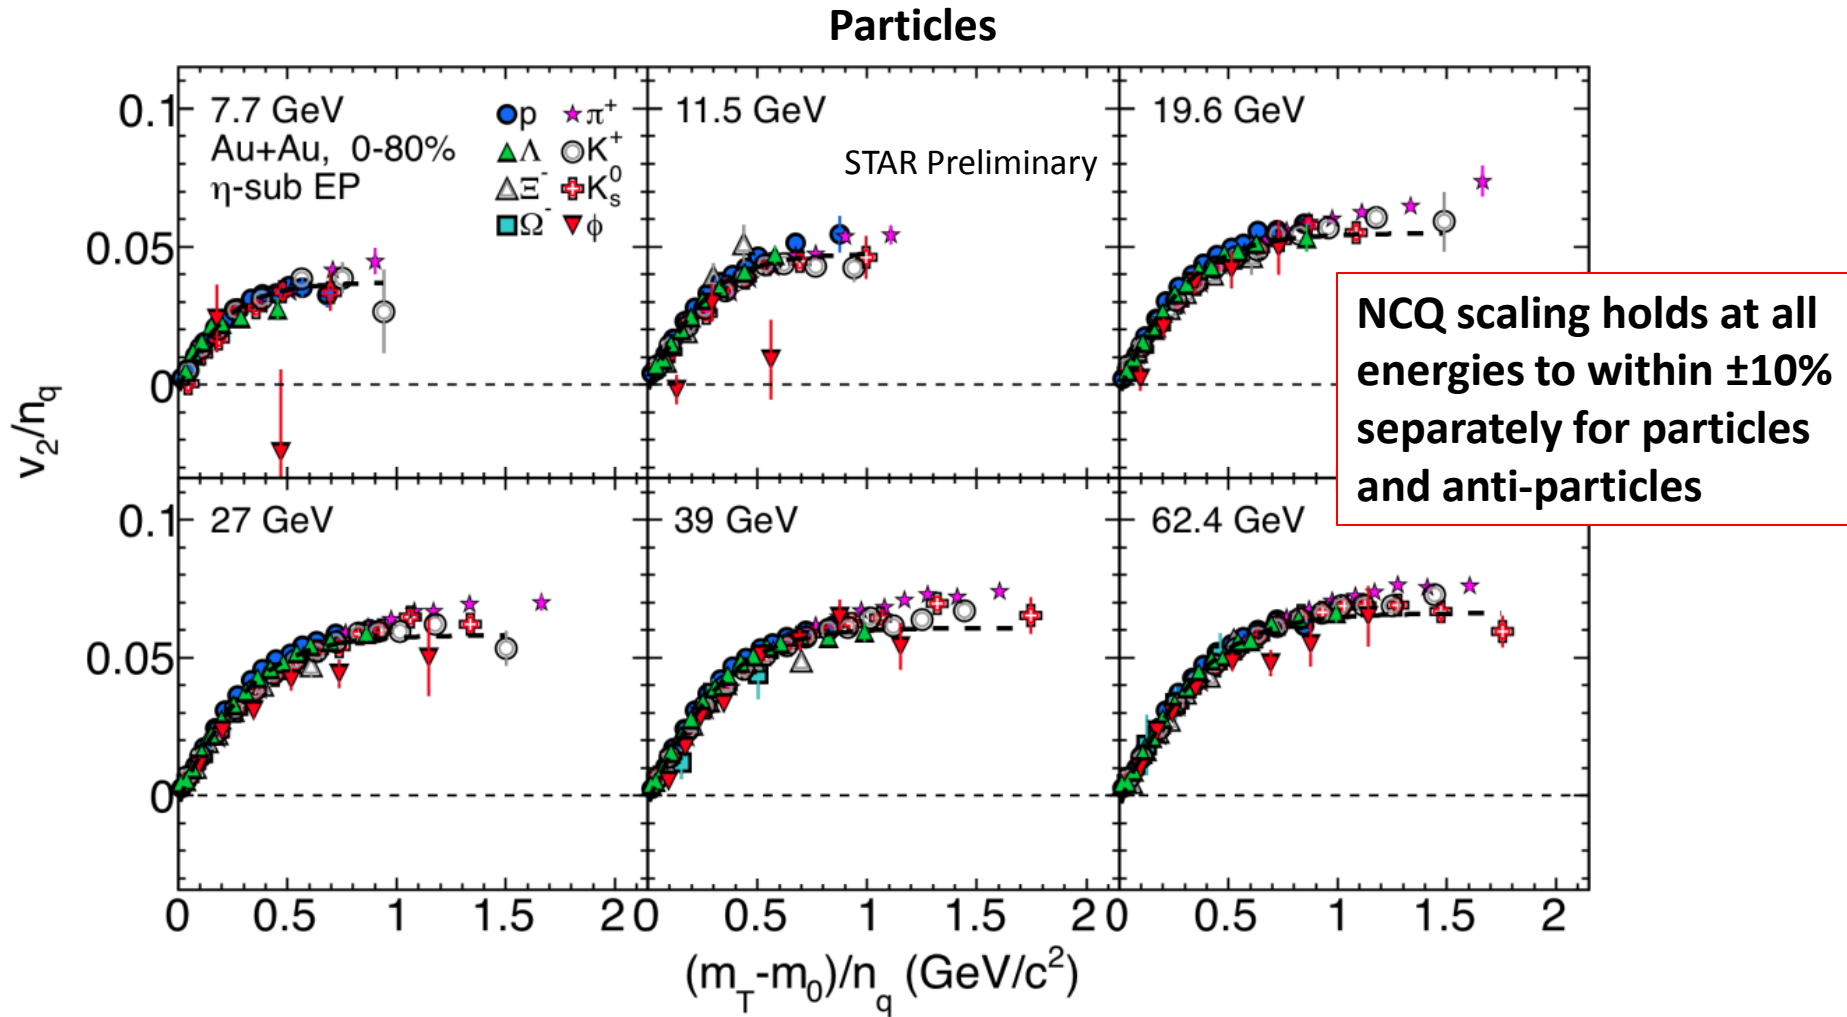 Particles
0.1
7.7 GeV
Au+Au, 0-80%
η-sub EP
p π⁺
Λ K⁺
Ξ⁻ K⁰ₛ
Ω⁻ φ
11.5 GeV
STAR Preliminary
19.6 GeV
0.05
0
NCQ scaling holds at all
energies to within ±10%
separately for particles
and anti-particles
v₂/n_q
0.1
27 GeV
39 GeV
62.4 GeV
0.05
0
0 0.5 1 1.5 2 0 0.5 1 1.5 2 0 0.5 1 1.5 2
(m_T-m₀)/n_q (GeV/c²)